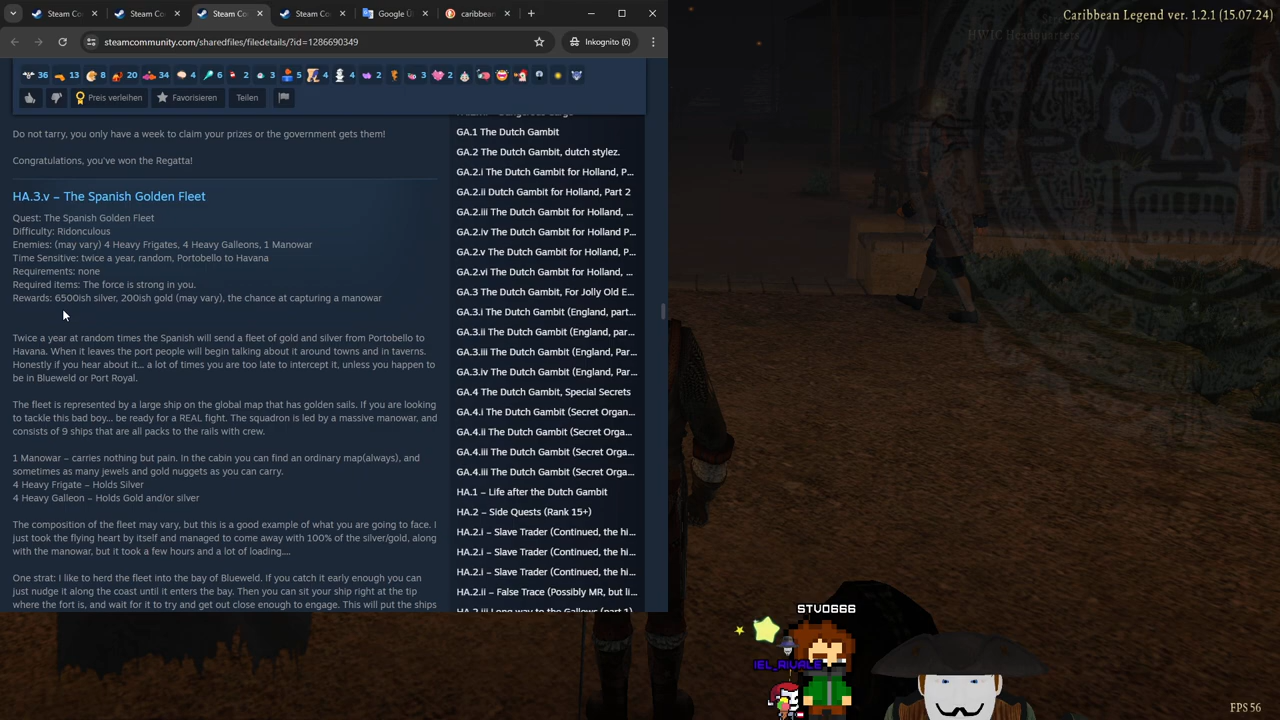 Steam Co
Steam Co
Steam Co
Steam Co
Google Ü
caribbean
steamcommunity.com/sharedfiles/filedetails/?id=1286690349
Inkognito (6)
36 13 8 20 34 4 6 2 3 5 4 4 2 3 2
Preis verleihen
Favorisieren
Teilen
Do not tarry, you only have a week to claim your prizes or the government gets them!
Congratulations, you've won the Regatta!
HA.3.v – The Spanish Golden Fleet
Quest: The Spanish Golden Fleet
Difficulty: Ridonculous
Enemies: (may vary) 4 Heavy Frigates, 4 Heavy Galleons, 1 Manowar
Time Sensitive: twice a year, random, Portobello to Havana
Requirements: none
Required items: The force is strong in you.
Rewards: 6500ish silver, 200ish gold (may vary), the chance at capturing a manowar
Twice a year at random times the Spanish will send a fleet of gold and silver from Portobello to
Havana. When it leaves the port people will begin talking about it around towns and in taverns.
Honestly if you hear about it... a lot of times you are too late to intercept it, unless you happen to
be in Blueweld or Port Royal.
The fleet is represented by a large ship on the global map that has golden sails. If you are looking
to tackle this bad boy... be ready for a REAL fight. The squadron is led by a massive manowar, and
consists of 9 ships that are all packs to the rails with crew.
1 Manowar – carries nothing but pain. In the cabin you can find an ordinary map(always), and
sometimes as many jewels and gold nuggets as you can carry.
4 Heavy Frigate – Holds Silver
4 Heavy Galleon – Holds Gold and/or silver
The composition of the fleet may vary, but this is a good example of what you are going to face. I
just took the flying heart by itself and managed to come away with 100% of the silver/gold, along
with the manowar, but it took a few hours and a lot of loading....
One strat: I like to herd the fleet into the bay of Blueweld. If you catch it early enough you can
just nudge it along the coast until it enters the bay. Then you can sit your ship right at the tip
where the fort is, and wait for it to try and get out close enough to engage. This will put the ships
GA.1 The Dutch Gambit
GA.2 The Dutch Gambit, dutch stylez.
GA.2.i The Dutch Gambit for Holland, P...
GA.2.ii Dutch Gambit for Holland, Part 2
GA.2.iii The Dutch Gambit for Holland, ...
GA.2.iv The Dutch Gambit for Holland P...
GA.2.v The Dutch Gambit for Holland, P...
GA.2.vi The Dutch Gambit for Holland, ...
GA.3 The Dutch Gambit, For Jolly Old E...
GA.3.i The Dutch Gambit (England, part...
GA.3.ii The Dutch Gambit (England, par...
GA.3.iii The Dutch Gambit (England, Par...
GA.3.iv The Dutch Gambit (England, Par...
GA.4 The Dutch Gambit, Special Secrets
GA.4.i The Dutch Gambit (Secret Organ...
GA.4.ii The Dutch Gambit (Secret Orga...
GA.4.iii The Dutch Gambit (Secret Orga...
GA.4.iii The Dutch Gambit (Secret Orga...
HA.1 – Life after the Dutch Gambit
HA.2 – Side Quests (Rank 15+)
HA.2.i – Slave Trader (Continued, the hi...
HA.2.i – Slave Trader (Continued, the hi...
HA.2.i – Slave Trader (Continued, the hi...
HA.2.ii – False Trace (Possibly MR, but li...
HA.2.iii Long way to the Gallows (part 1)
Caribbean Legend ver. 1.2.1 (15.07.24)
HWIC Headquarters
STVO666
IEL_RIVALE
FPS 56